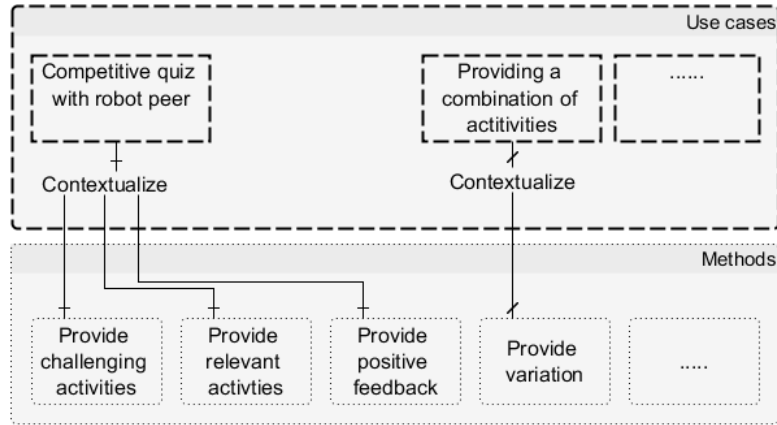 Use cases
Competitive quiz
with robot peer
Providing a
combination of
actitivities
......
Contextualize
Contextualize
Methods
Provide
challenging
activities
Provide
relevant
activties
Provide
positive
feedback
Provide
variation
.....